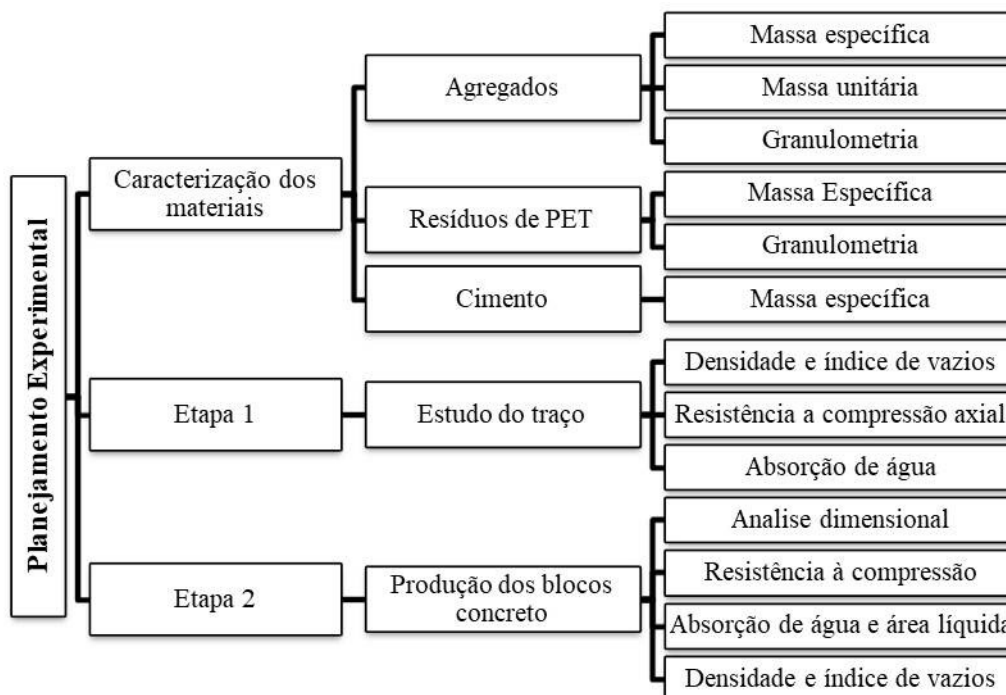 Planejamento Experimental
Caracterização dos
materiais
Agregados
Massa específica
Massa unitária
Granulometria
Resíduos de PET
Massa Específica
Granulometria
Cimento
Massa específica
Etapa 1
Estudo do traço
Densidade e índice de vazios
Resistência a compressão axial
Absorção de água
Etapa 2
Produção dos blocos
concreto
Analise dimensional
Resistência à compressão
Absorção de água e área líquida
Densidade e índice de vazios